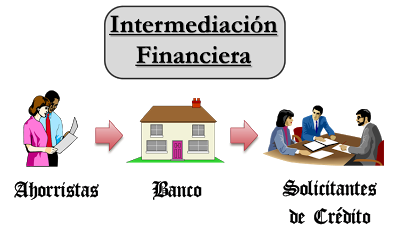 Intermediación
Financiera
Ahorristas
Banco
Solicitantes
de Crédito